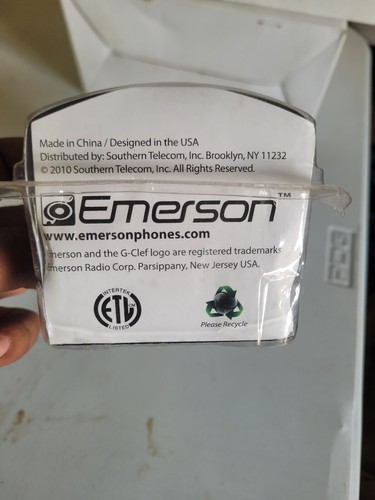 Made in China / Designed in the USA
Distributed by: Southern Telecom, Inc. Brooklyn, NY 11232
© 2010 Southern Telecom, Inc. All Rights Reserved.
Emerson™
www.emersonphones.com
Emerson and the G-Clef logo are registered trademarks
Emerson Radio Corp. Parsippany, New Jersey USA.
INTERTEK
ETL
LISTED
Please Recycle